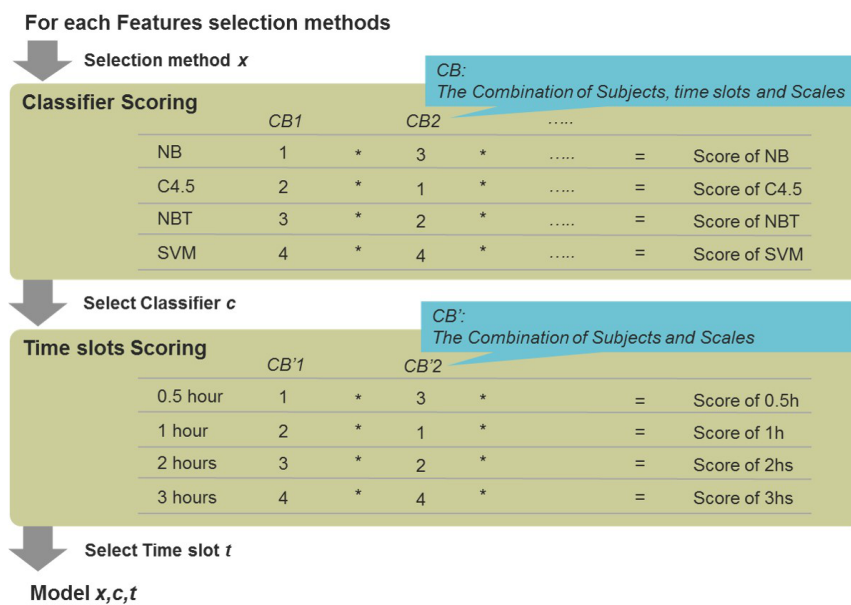 For each Features selection methods
Selection method x
CB:
The Combination of Subjects, time slots and Scales
Classifier Scoring
CB1 CB2 .....
NB 1 * 3 * ..... = Score of NB
C4.5 2 * 1 * ..... = Score of C4.5
NBT 3 * 2 * ..... = Score of NBT
SVM 4 * 4 * ..... = Score of SVM
Select Classifier c
CB':
The Combination of Subjects and Scales
Time slots Scoring
CB'1 CB'2
0.5 hour 1 * 3 * = Score of 0.5h
1 hour 2 * 1 * = Score of 1h
2 hours 3 * 2 * = Score of 2hs
3 hours 4 * 4 * = Score of 3hs
Select Time slot t
Model x,c,t